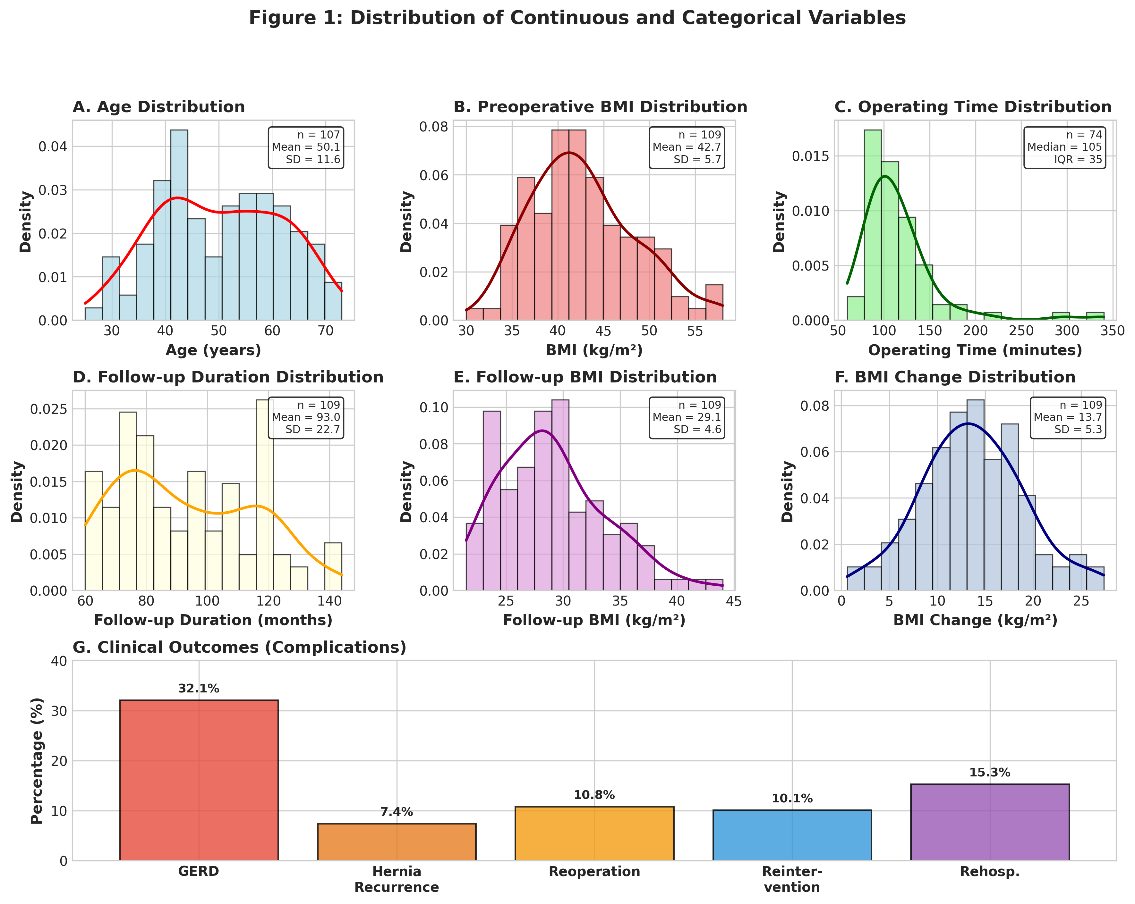 Figure 1: Distribution of Continuous and Categorical Variables
A. Age Distribution
n = 107
Mean = 50.1
SD = 11.6
Density
0.04
0.03
0.02
0.01
0.00
30 40 50 60 70
Age (years)
B. Preoperative BMI Distribution
n = 109
Mean = 42.7
SD = 5.7
Density
0.08
0.06
0.04
0.02
0.00
30 35 40 45 50 55
BMI (kg/m²)
C. Operating Time Distribution
n = 74
Median = 105
IQR = 35
Density
0.015
0.010
0.005
0.000
50 100 150 200 250 300 350
Operating Time (minutes)
D. Follow-up Duration Distribution
n = 109
Mean = 93.0
SD = 22.7
Density
0.025
0.020
0.015
0.010
0.005
0.000
60 80 100 120 140
Follow-up Duration (months)
E. Follow-up BMI Distribution
n = 109
Mean = 29.1
SD = 4.6
Density
0.10
0.08
0.06
0.04
0.02
0.00
25 30 35 40 45
Follow-up BMI (kg/m²)
F. BMI Change Distribution
n = 109
Mean = 13.7
SD = 5.3
Density
0.08
0.06
0.04
0.02
0.00
0 5 10 15 20 25
BMI Change (kg/m²)
G. Clinical Outcomes (Complications)
Percentage (%)
40
30
20
10
0
32.1%
7.4%
10.8%
10.1%
15.3%
GERD
Hernia
Recurrence
Reoperation
Reinter-
vention
Rehosp.